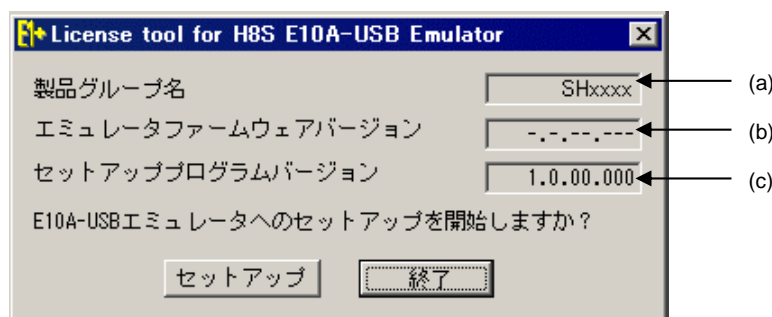 License tool for H8S E10A-USB Emulator
製品グループ名 SHxxxx (a)
エミュレータファームウェアバージョン -.-.--.--- (b)
セットアッププログラムバージョン 1.0.00.000 (c)
E10A-USBエミュレータへのセットアップを開始しますか？
セットアップ 終了